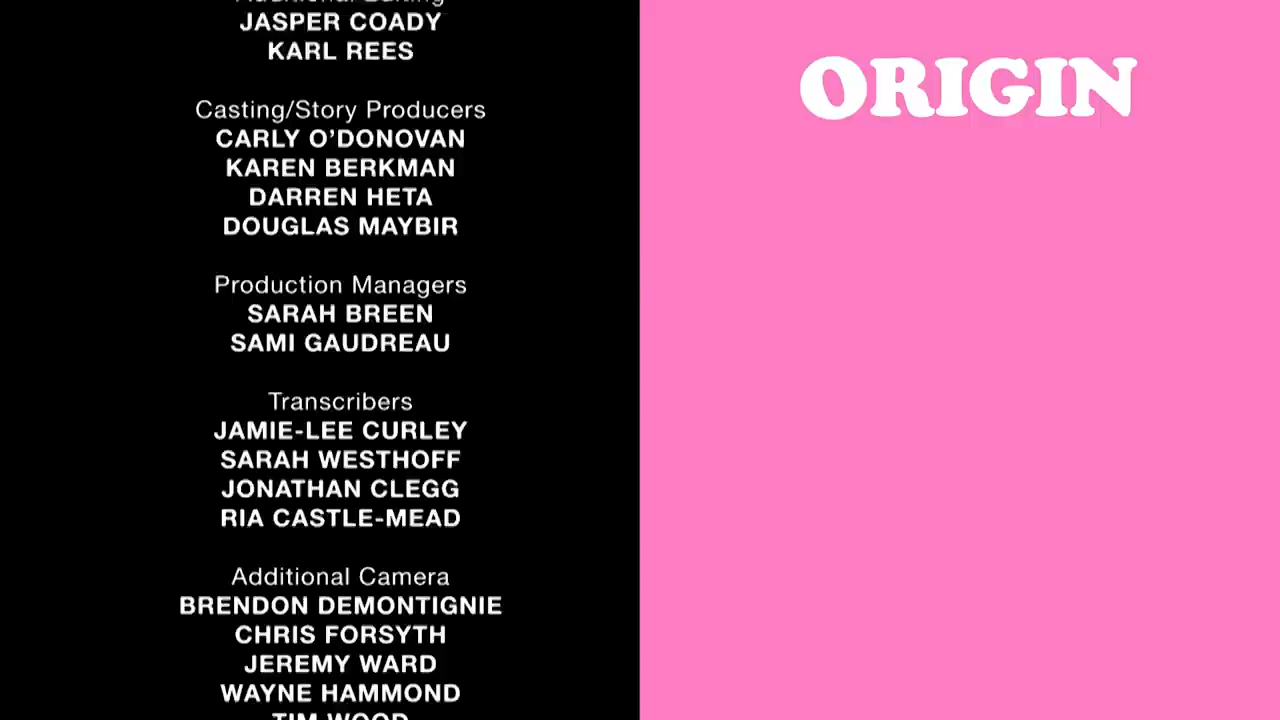 JASPER COADY
KARL REES
Casting/Story Producers
CARLY O'DONOVAN
KAREN BERKMAN
DARREN HETA
DOUGLAS MAYBIR
Production Managers
SARAH BREEN
SAMI GAUDREAU
Transcribers
JAMIE-LEE CURLEY
SARAH WESTHOFF
JONATHAN CLEGG
RIA CASTLE-MEAD
Additional Camera
BRENDON DEMONTIGNIE
CHRIS FORSYTH
JEREMY WARD
WAYNE HAMMOND
TIM WOOD
ORIGIN